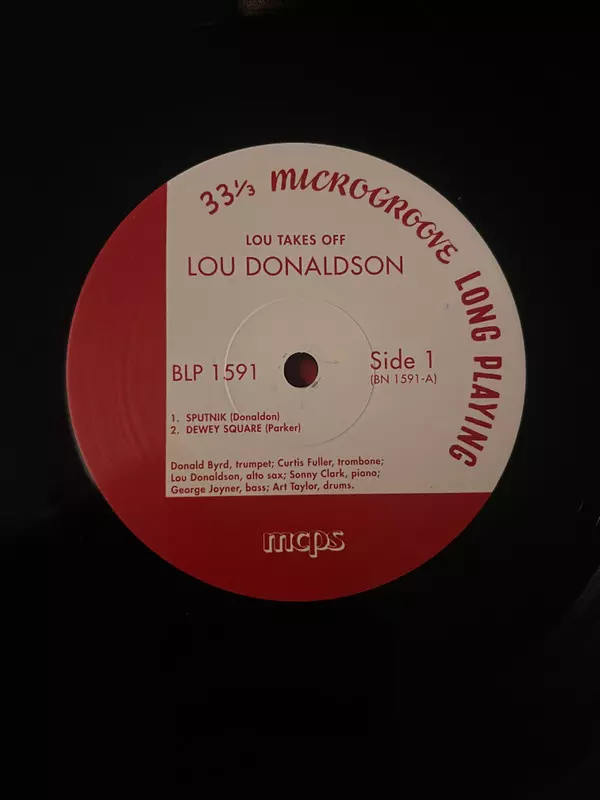 33⅓ MICROGROOVE LONG PLAYING
LOU TAKES OFF
LOU DONALDSON
BLP 1591
Side 1
(BN 1591-A)
1. SPUTNIK (Donaldon)
2. DEWEY SQUARE (Parker)
Donald Byrd, trumpet; Curtis Fuller, trombone;
Lou Donaldson, alto sax; Sonny Clark, piano;
George Joyner, bass; Art Taylor, drums.
mcps